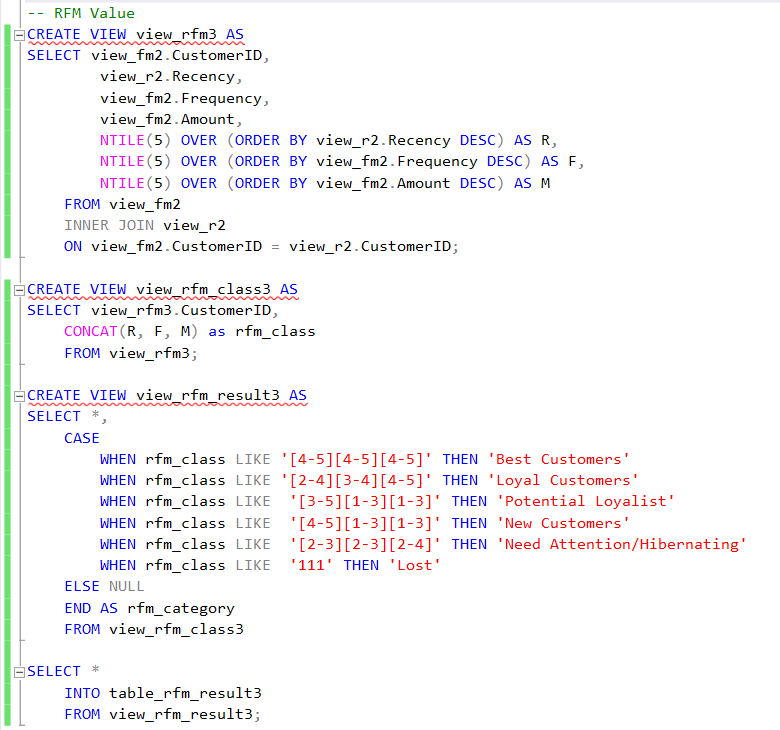 -- RFM Value
CREATE VIEW view_rfm3 AS
SELECT view_fm2.CustomerID,
view_r2.Recency,
view_fm2.Frequency,
view_fm2.Amount,
NTILE(5) OVER (ORDER BY view_r2.Recency DESC) AS R,
NTILE(5) OVER (ORDER BY view_fm2.Frequency DESC) AS F,
NTILE(5) OVER (ORDER BY view_fm2.Amount DESC) AS M
FROM view_fm2
INNER JOIN view_r2
ON view_fm2.CustomerID = view_r2.CustomerID;
CREATE VIEW view_rfm_class3 AS
SELECT view_rfm3.CustomerID,
CONCAT(R, F, M) as rfm_class
FROM view_rfm3;
CREATE VIEW view_rfm_result3 AS
SELECT *,
CASE
WHEN rfm_class LIKE '[4-5][4-5][4-5]' THEN 'Best Customers'
WHEN rfm_class LIKE '[2-4][3-4][4-5]' THEN 'Loyal Customers'
WHEN rfm_class LIKE  '[3-5][1-3][1-3]' THEN 'Potential Loyalist'
WHEN rfm_class LIKE  '[4-5][1-3][1-3]' THEN 'New Customers'
WHEN rfm_class LIKE  '[2-3][2-3][2-4]' THEN 'Need Attention/Hibernating'
WHEN rfm_class LIKE  '111' THEN 'Lost'
ELSE NULL
END AS rfm_category
FROM view_rfm_class3
SELECT *
INTO table_rfm_result3
FROM view_rfm_result3;